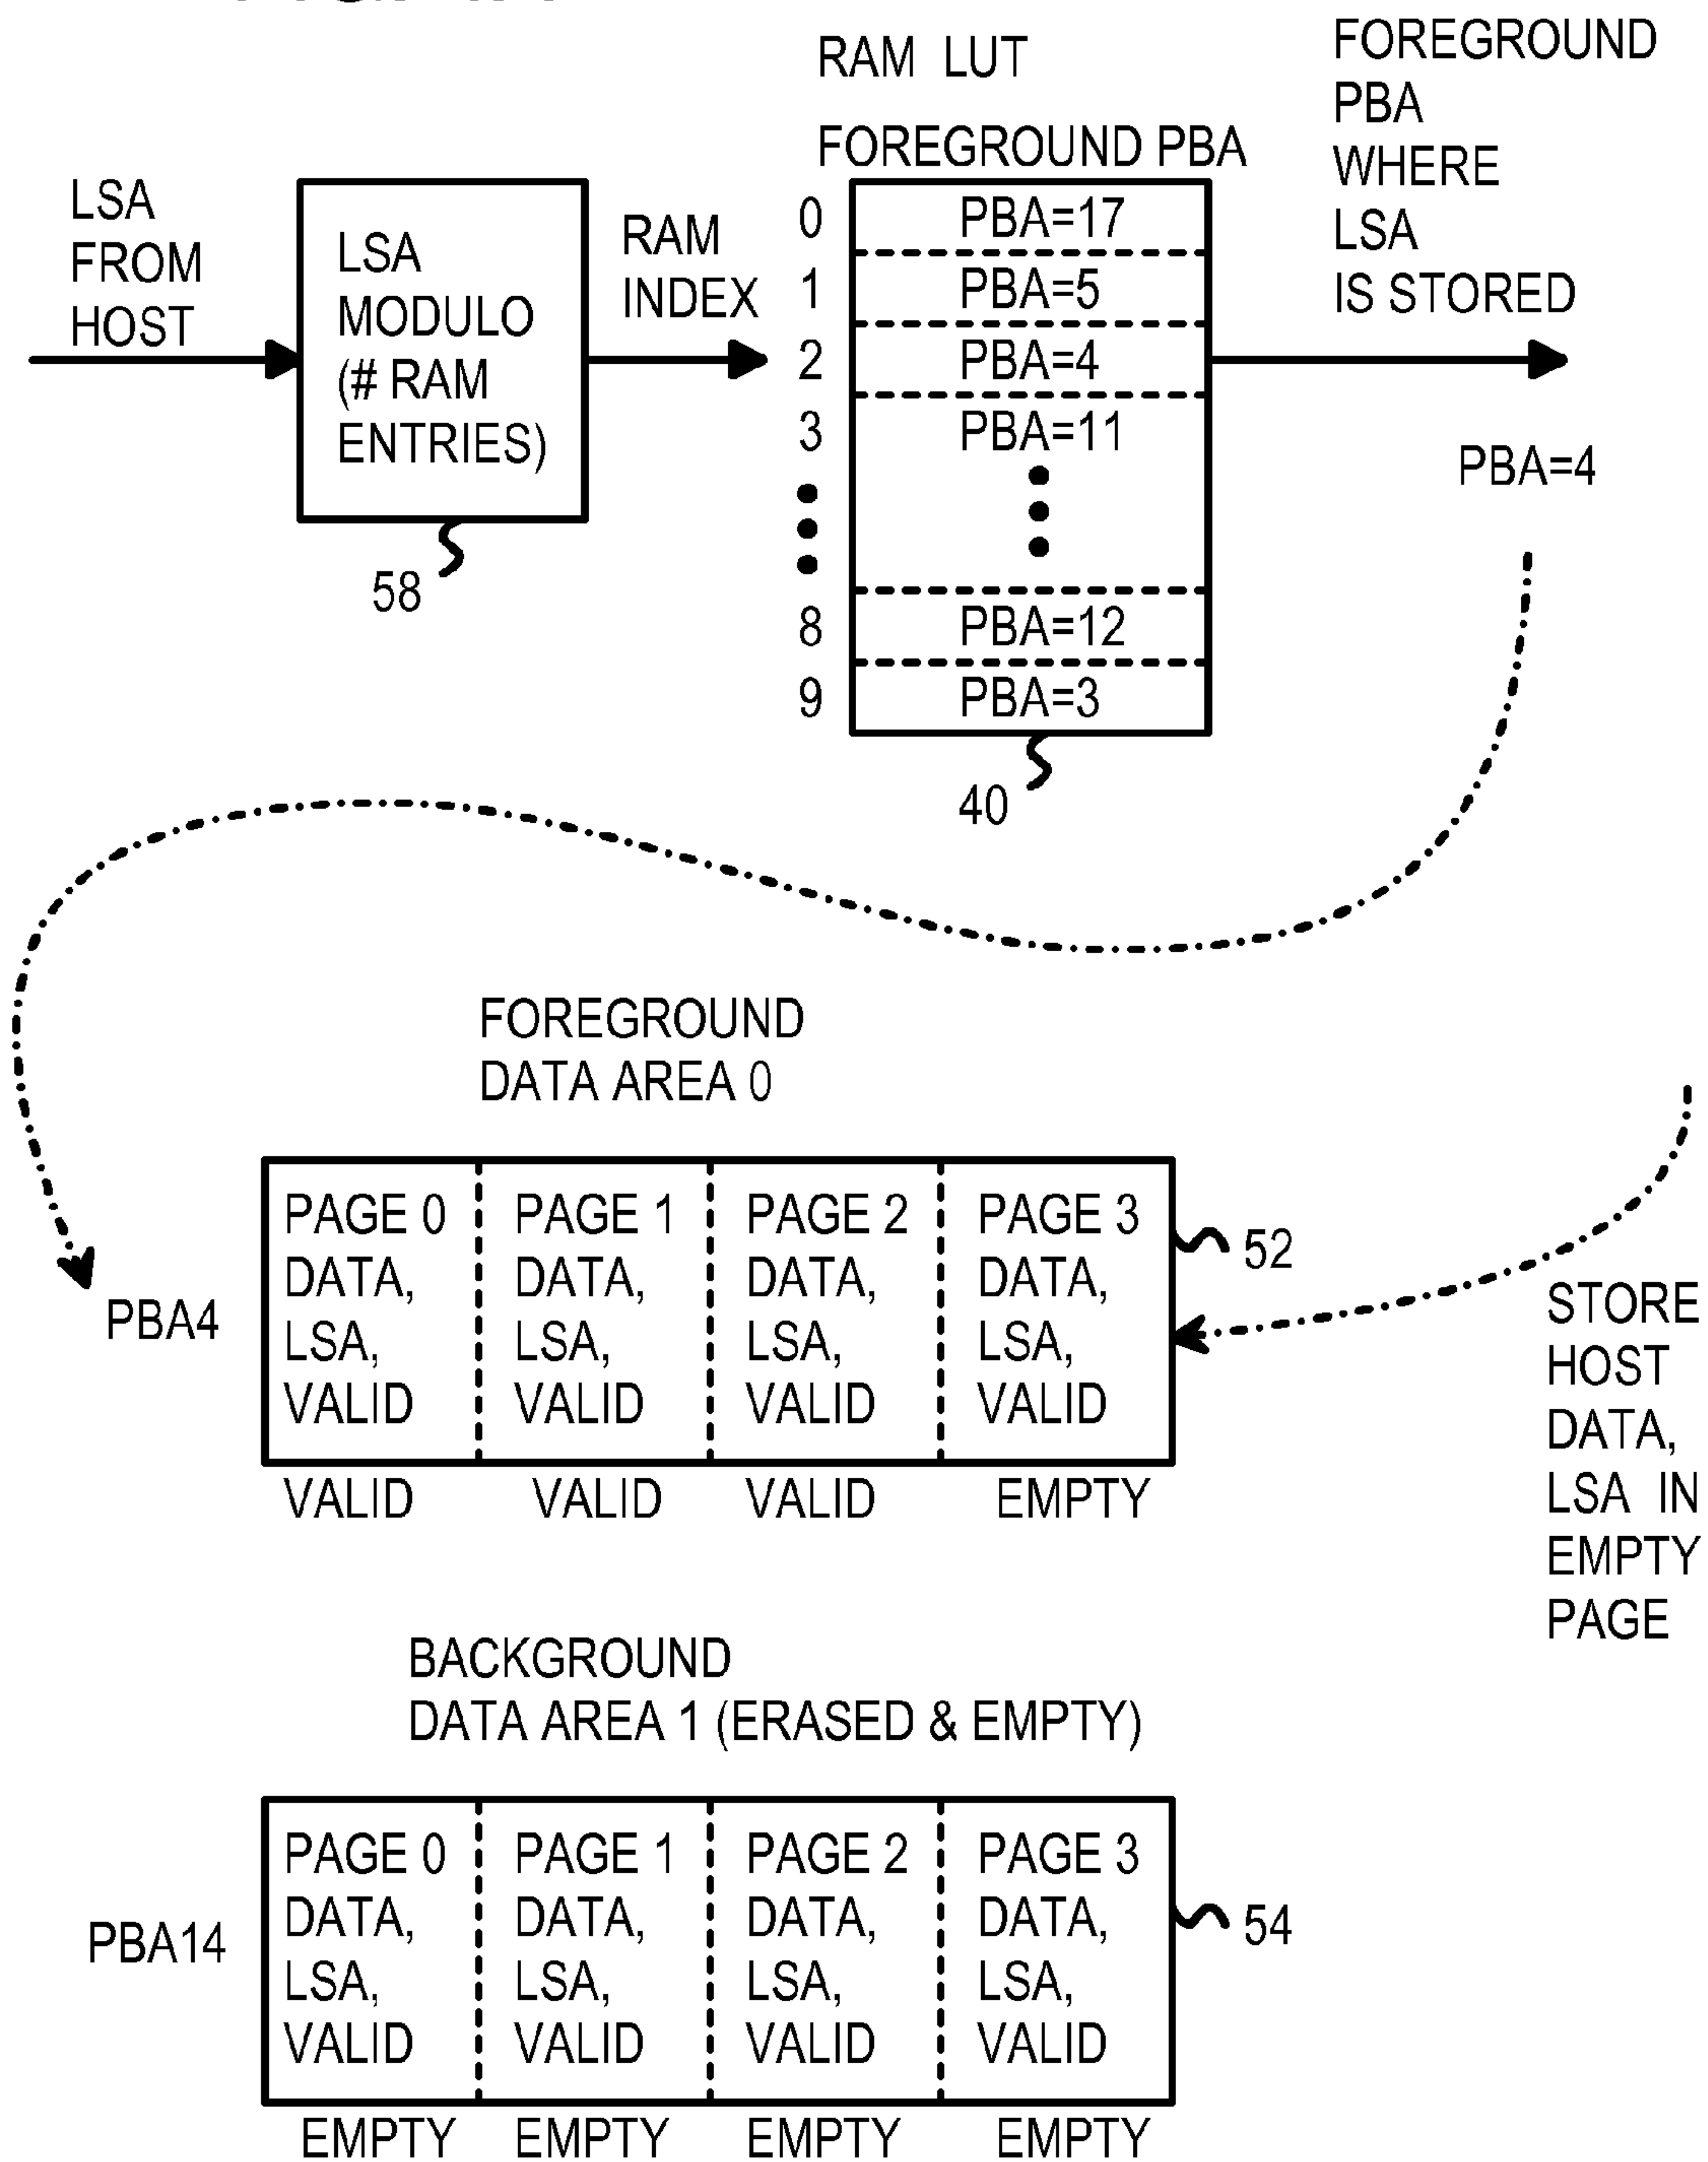 RAM LUT
FOREGROUND PBA
FOREGROUND
PBA
WHERE
LSA
IS STORED
LSA
FROM
HOST
LSA
MODULO
(# RAM
ENTRIES)
58
RAM
INDEX
0 PBA=17
1 PBA=5
2 PBA=4
3 PBA=11
8 PBA=12
9 PBA=3
40
PBA=4
FOREGROUND
DATA AREA 0
PBA4
PAGE 0 PAGE 1 PAGE 2 PAGE 3
DATA, DATA, DATA, DATA,
LSA, LSA, LSA, LSA,
VALID VALID VALID VALID
52
VALID VALID VALID EMPTY
STORE
HOST
DATA,
LSA IN
EMPTY
PAGE
BACKGROUND
DATA AREA 1 (ERASED & EMPTY)
PBA14
PAGE 0 PAGE 1 PAGE 2 PAGE 3
DATA, DATA, DATA, DATA,
LSA, LSA, LSA, LSA,
VALID VALID VALID VALID
54
EMPTY EMPTY EMPTY EMPTY